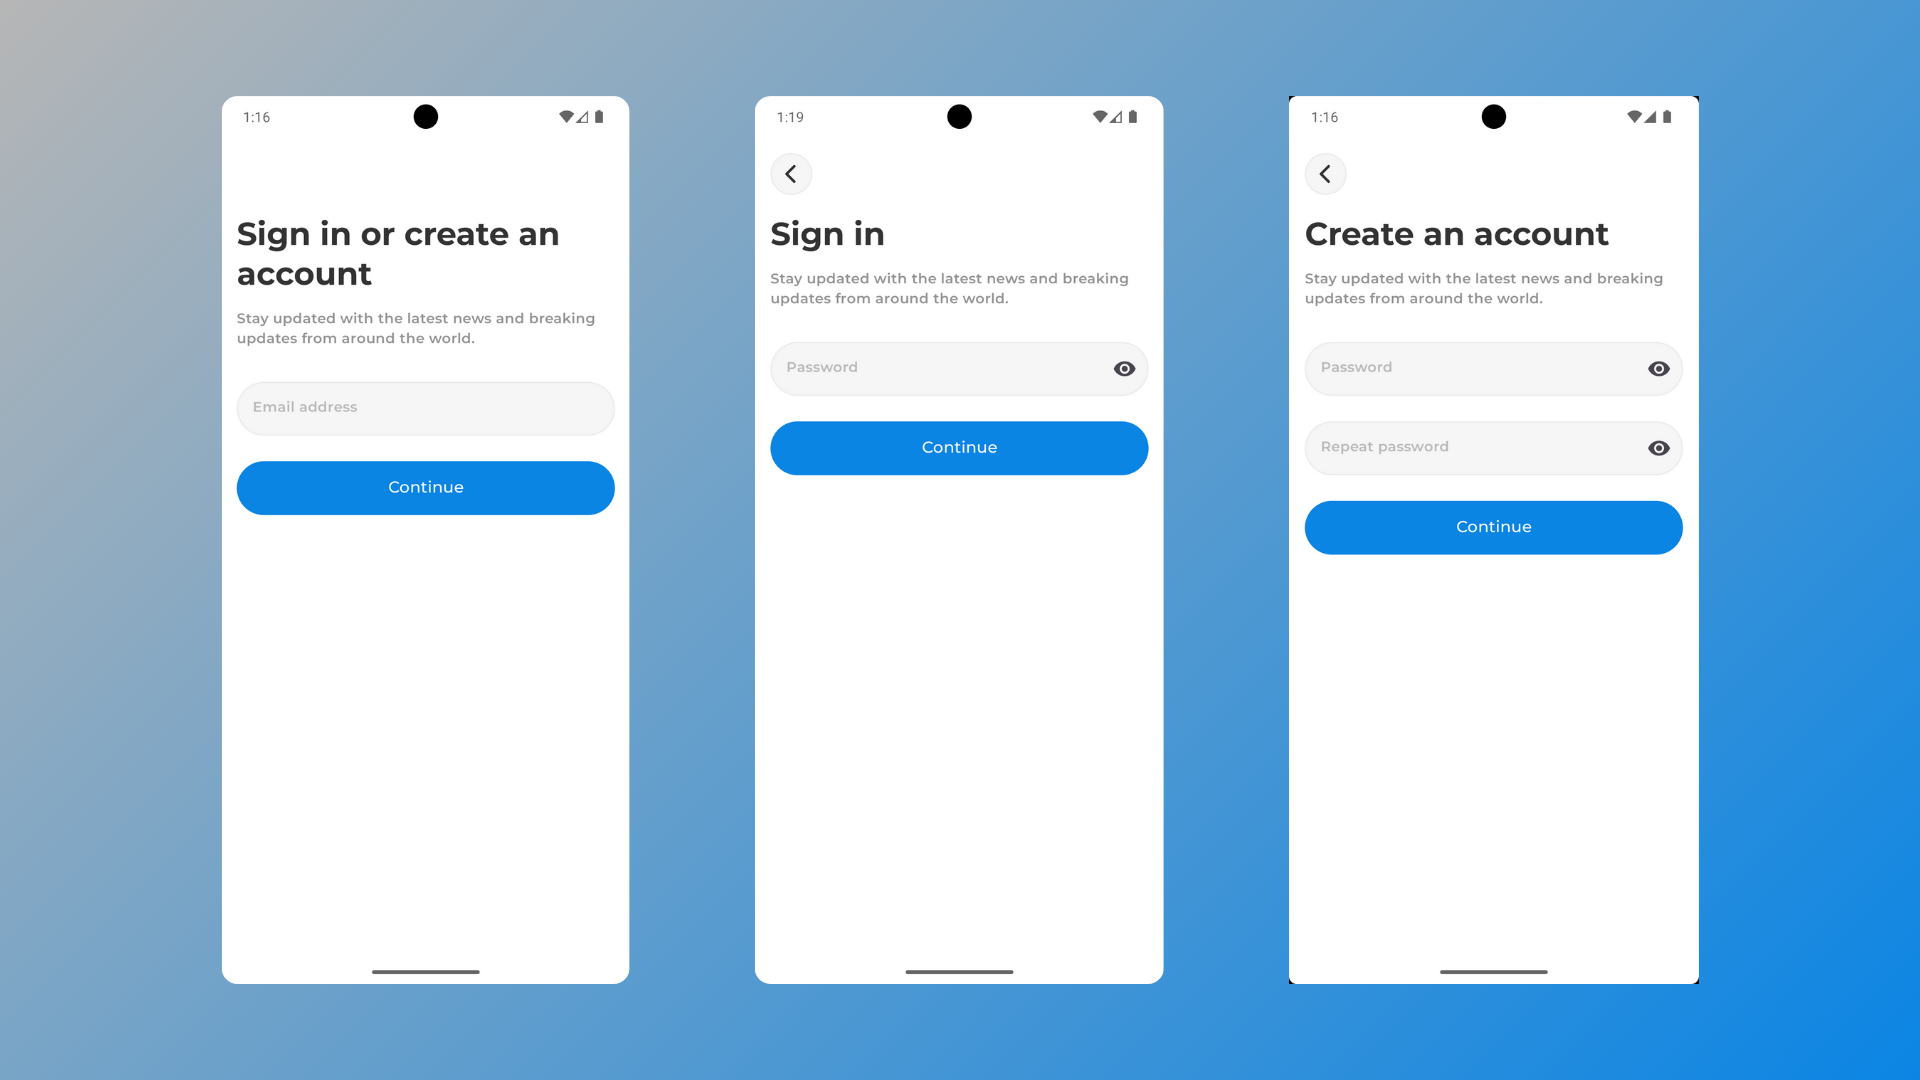 1:16
Sign in or create an
account
Stay updated with the latest news and breaking
updates from around the world.
Email address
Continue
1:19
Sign in
Stay updated with the latest news and breaking
updates from around the world.
Password
Continue
1:16
Create an account
Stay updated with the latest news and breaking
updates from around the world.
Password
Repeat password
Continue